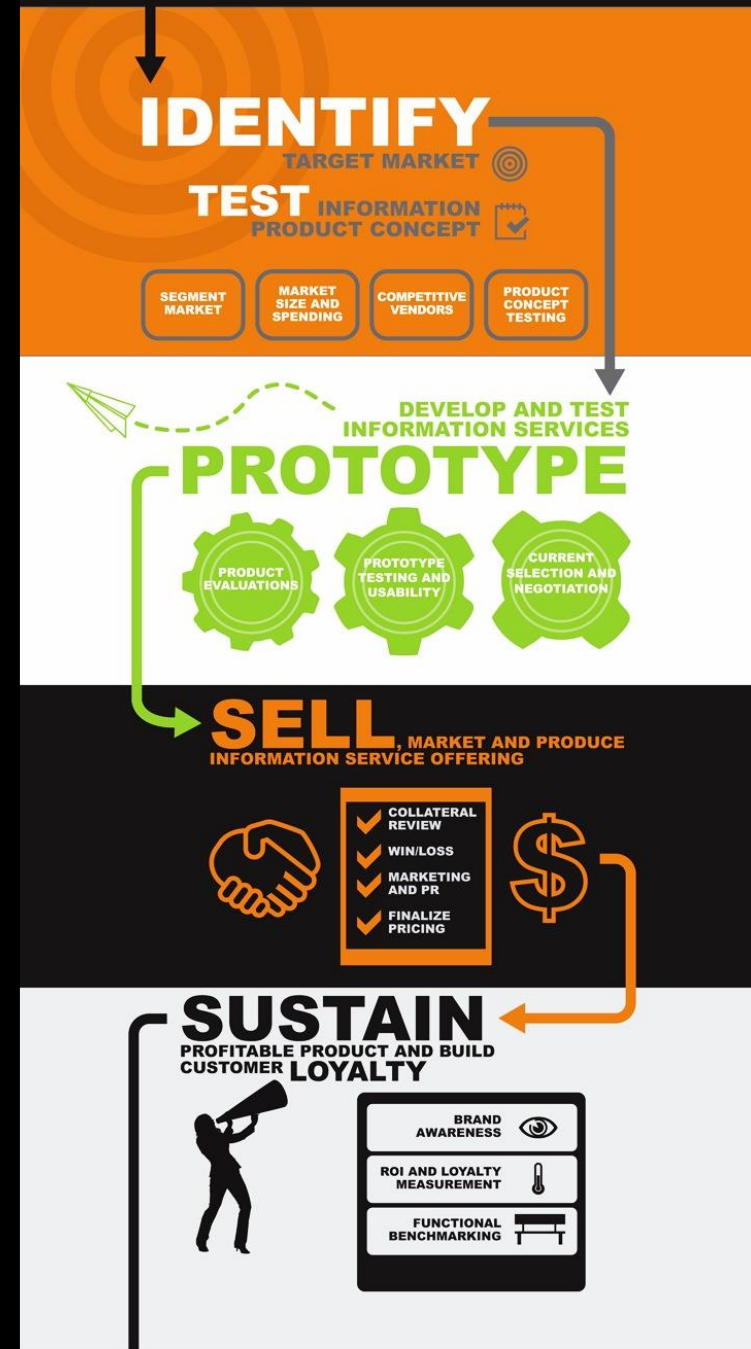 IDENTIFY
TARGET MARKET
TEST INFORMATION
PRODUCT CONCEPT
SEGMENT
MARKET
MARKET
SIZE AND
SPENDING
COMPETITIVE
VENDORS
PRODUCT
CONCEPT
TESTING
DEVELOP AND TEST
INFORMATION SERVICES
PROTOTYPE
PRODUCT
EVALUATIONS
PROTOTYPE
TESTING AND
USABILITY
CURRENT
SELECTION AND
NEGOTIATION
SELL, MARKET AND PRODUCE
INFORMATION SERVICE OFFERING
COLLATERAL
REVIEW
WIN/LOSS
MARKETING
AND PR
FINALIZE
PRICING
$
SUSTAIN
PROFITABLE PRODUCT AND BUILD
CUSTOMER LOYALTY
BRAND
AWARENESS
ROI AND LOYALTY
MEASUREMENT
FUNCTIONAL
BENCHMARKING